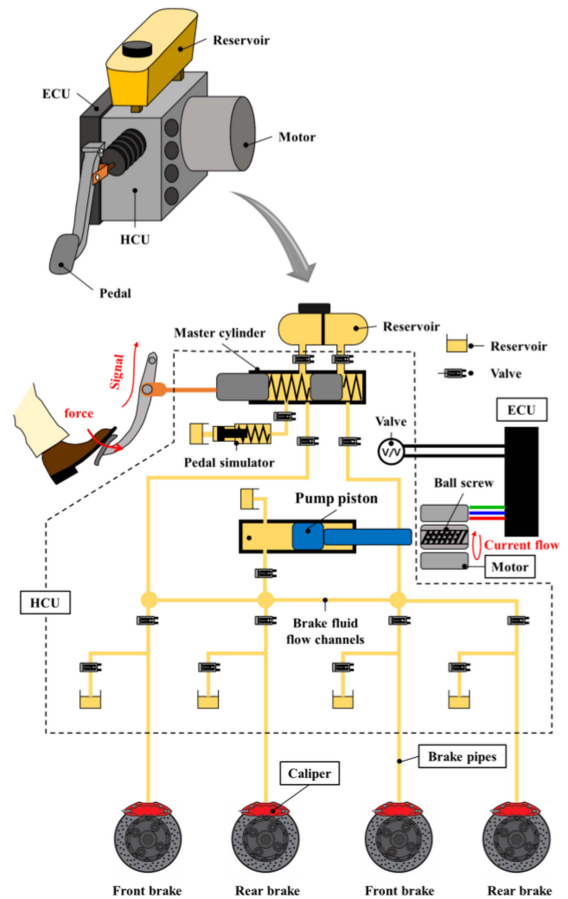 Reservoir
ECU
Motor
HCU
Pedal
Master cylinder
Reservoir
Signal
Reservoir
Valve
force
Valve
ECU
Pedal simulator
V/V
Ball screw
Pump piston
Current flow
Motor
HCU
Brake fluid
flow channels
Brake pipes
Caliper
Front brake
Rear brake
Front brake
Rear brake